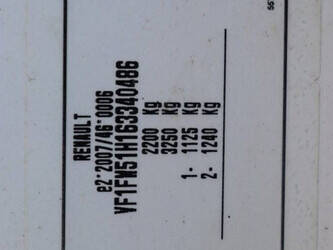 RENAULT
e2*2007/46*0006
VF1FW51H163340486
2200 Kg
3250 Kg
1- 1125 Kg
2- 1240 Kg